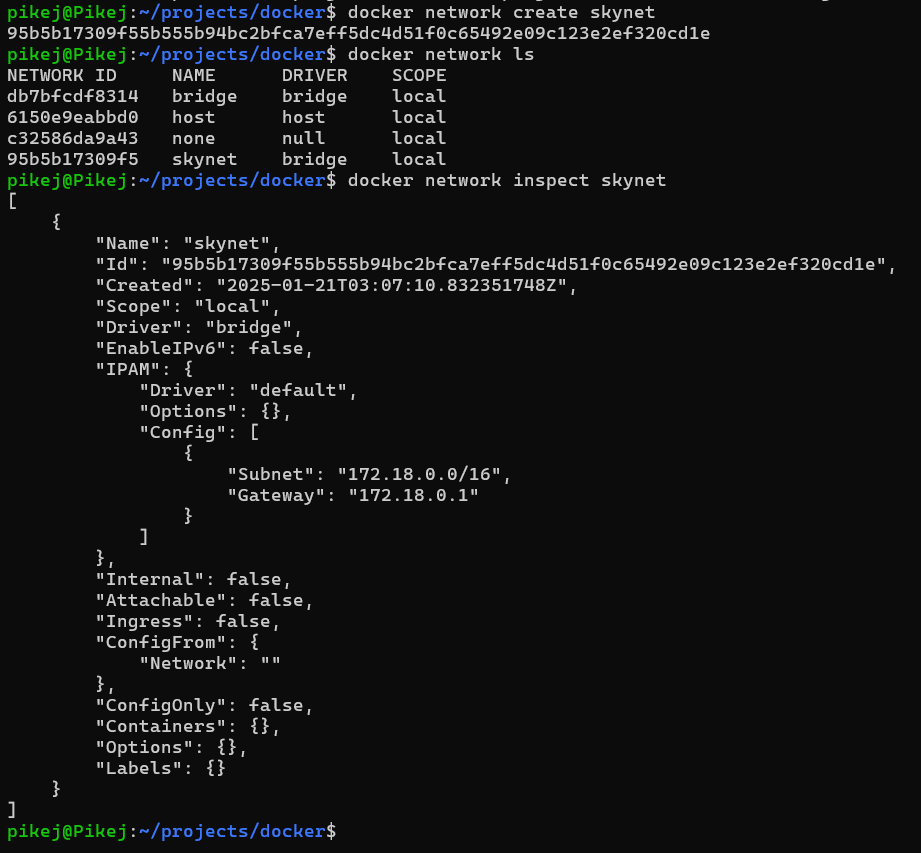 pikej@Pikej:~/projects/docker$ docker network create skynet
95b5b17309f55b555b94bc2bfca7eff5dc4d51f0c65492e09c123e2ef320cd1e
pikej@Pikej:~/projects/docker$ docker network ls
NETWORK ID     NAME      DRIVER    SCOPE
db7bfcdf8314   bridge    bridge    local
6150e9eabbd0   host      host      local
c32586da9a43   none      null      local
95b5b17309f5   skynet    bridge    local
pikej@Pikej:~/projects/docker$ docker network inspect skynet
[
    {
        "Name": "skynet",
        "Id": "95b5b17309f55b555b94bc2bfca7eff5dc4d51f0c65492e09c123e2ef320cd1e",
        "Created": "2025-01-21T03:07:10.832351748Z",
        "Scope": "local",
        "Driver": "bridge",
        "EnableIPv6": false,
        "IPAM": {
            "Driver": "default",
            "Options": {},
            "Config": [
                {
                    "Subnet": "172.18.0.0/16",
                    "Gateway": "172.18.0.1"
                }
            ]
        },
        "Internal": false,
        "Attachable": false,
        "Ingress": false,
        "ConfigFrom": {
            "Network": ""
        },
        "ConfigOnly": false,
        "Containers": {},
        "Options": {},
        "Labels": {}
    }
]
pikej@Pikej:~/projects/docker$